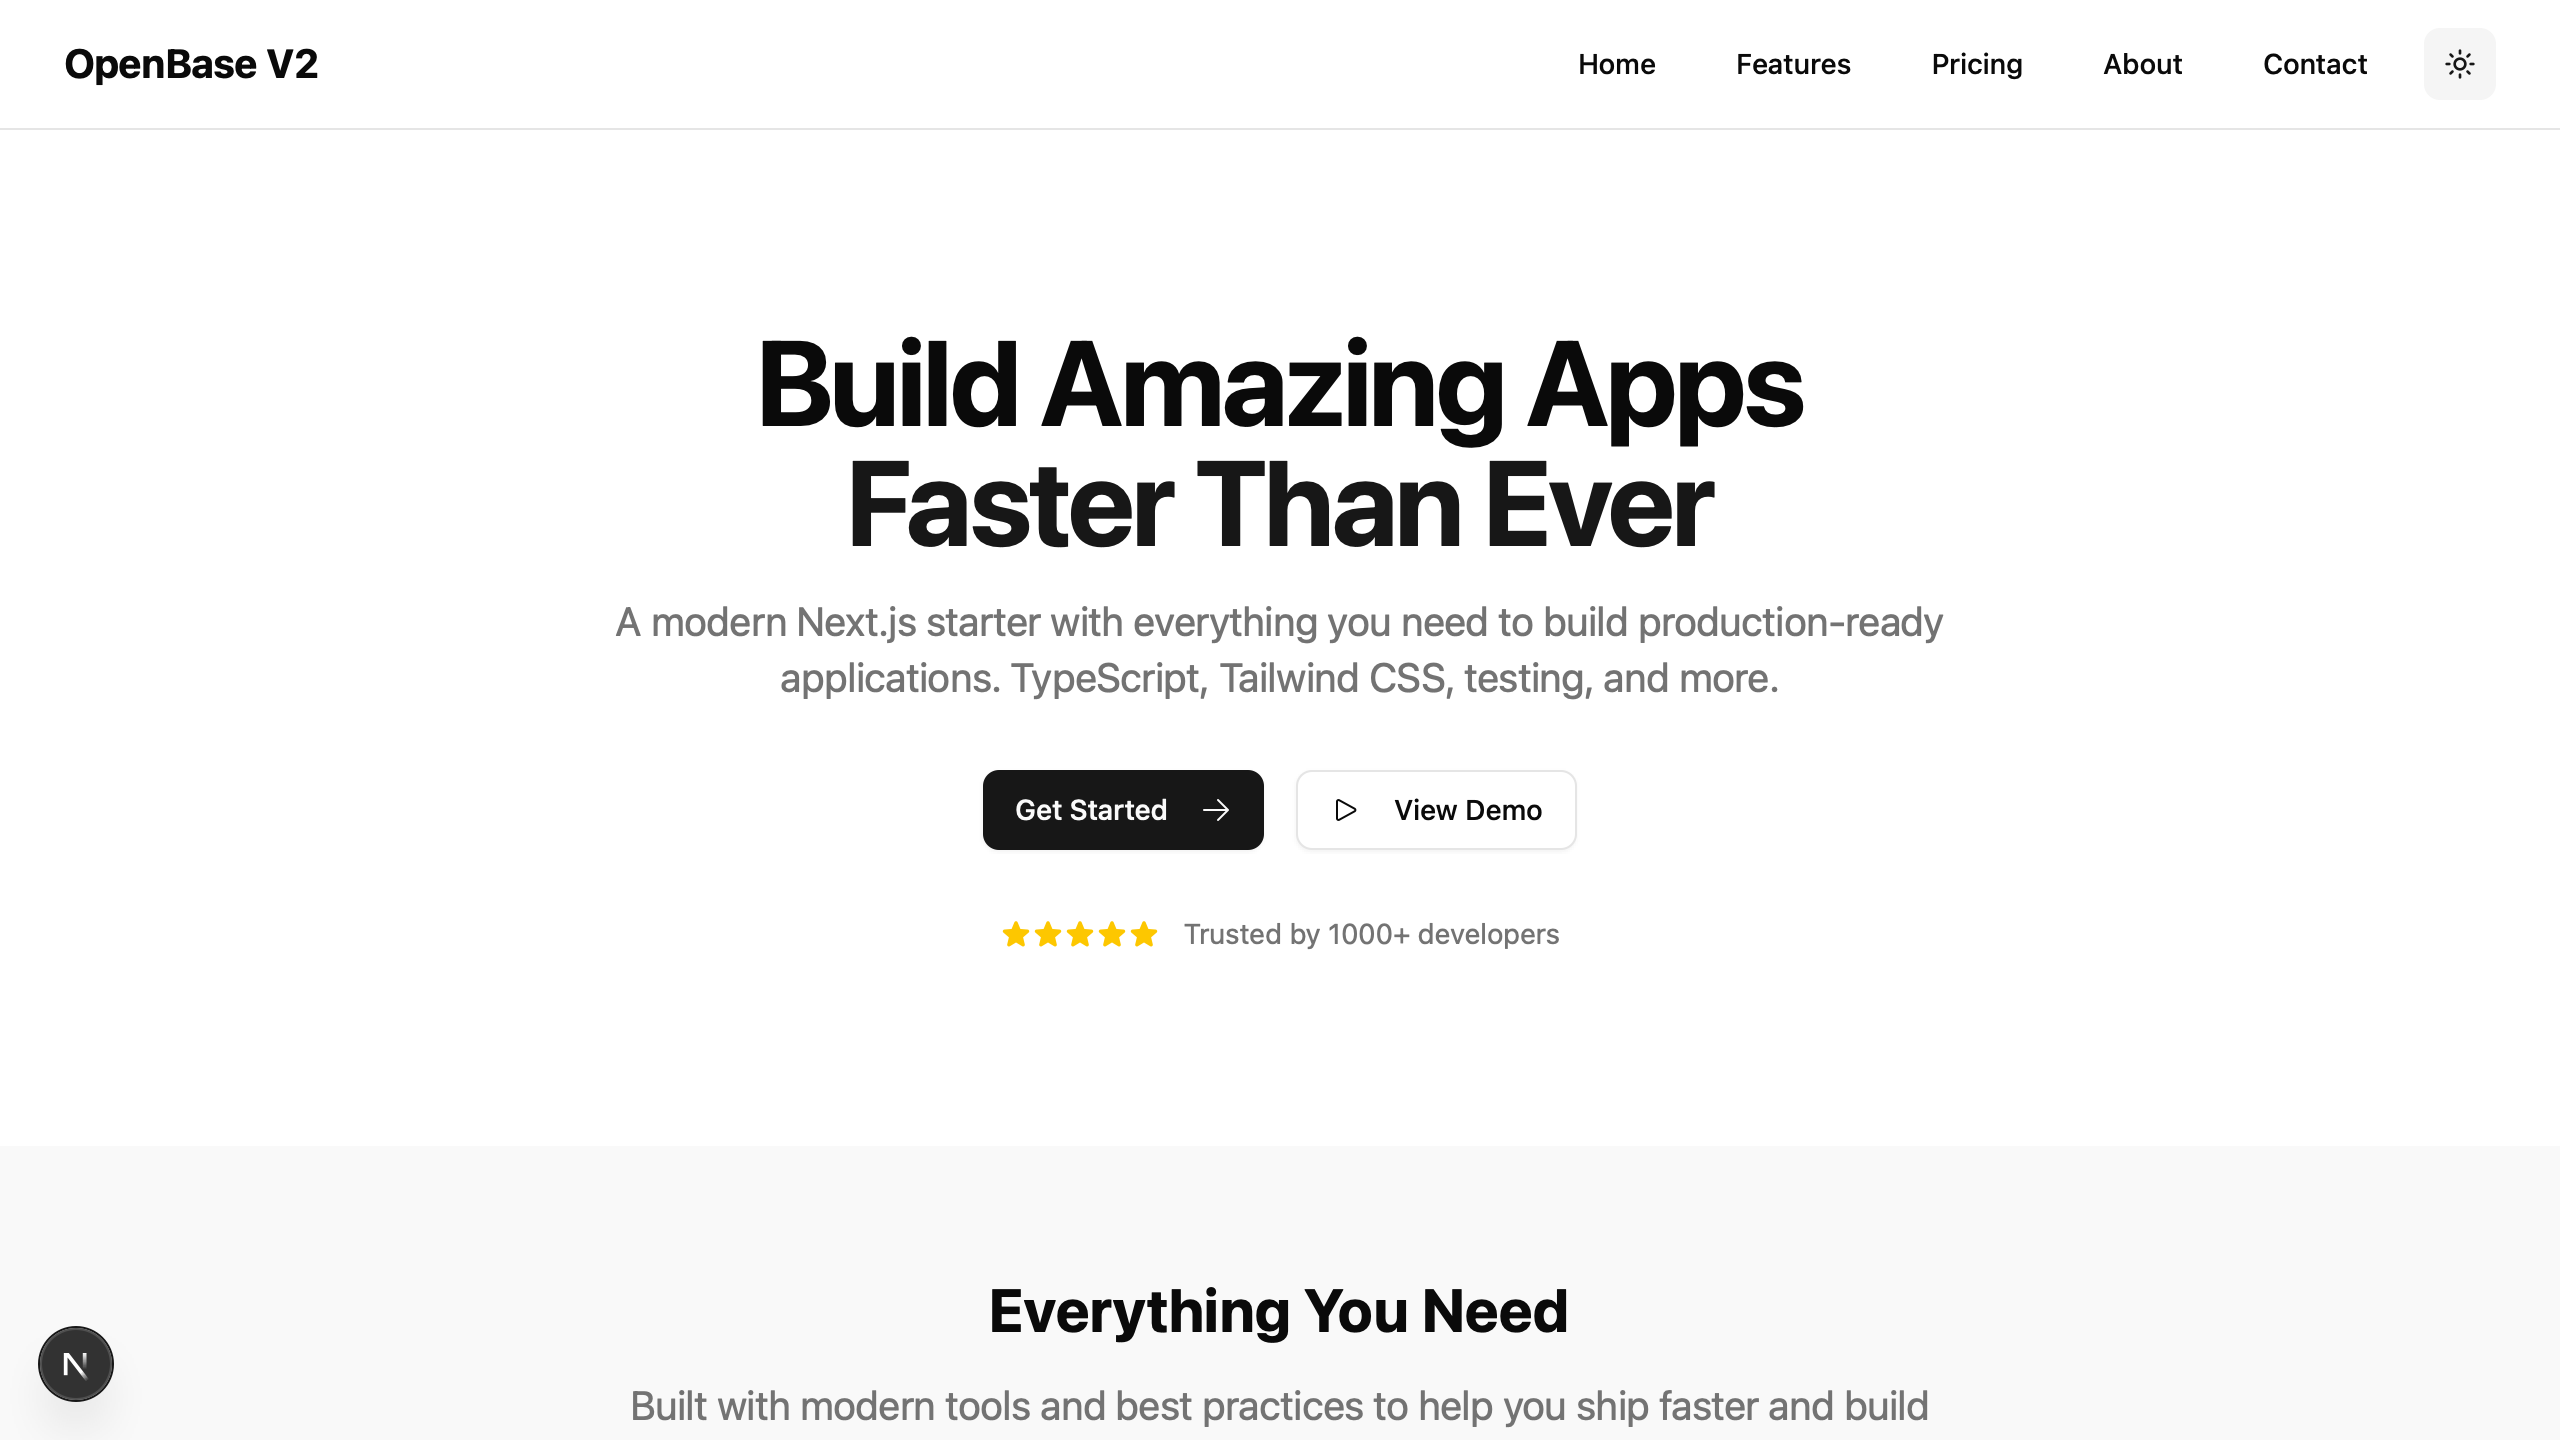 OpenBase V2
Home
Features
Pricing
About
Contact
Build Amazing Apps
Faster Than Ever
A modern Next.js starter with everything you need to build production-ready
applications. TypeScript, Tailwind CSS, testing, and more.
Get Started
View Demo
Trusted by 1000+ developers
Everything You Need
Built with modern tools and best practices to help you ship faster and build
N